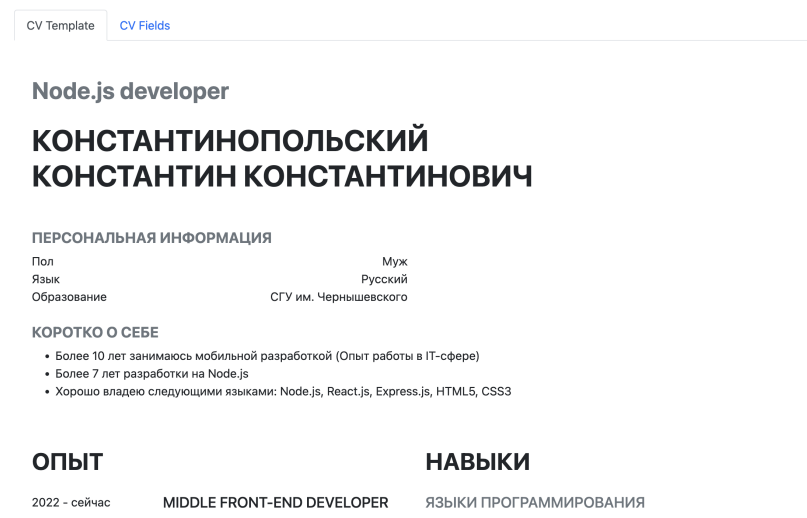 CV Template CV Fields
Node.js developer
КОНСТАНТИНОПОЛЬСКИЙ
КОНСТАНТИН КОНСТАНТИНОВИЧ
ПЕРСОНАЛЬНАЯ ИНФОРМАЦИЯ
Пол Муж
Язык Русский
Образование СГУ им. Чернышевского
КОРОТКО О СЕБЕ
• Более 10 лет занимаюсь мобильной разработкой (Опыт работы в IT-сфере)
• Более 7 лет разработки на Node.js
• Хорошо владею следующими языками: Node.js, React.js, Express.js, HTML5, CSS3
ОПЫТ НАВЫКИ
2022 - сейчас MIDDLE FRONT-END DEVELOPER ЯЗЫКИ ПРОГРАММИРОВАНИЯ